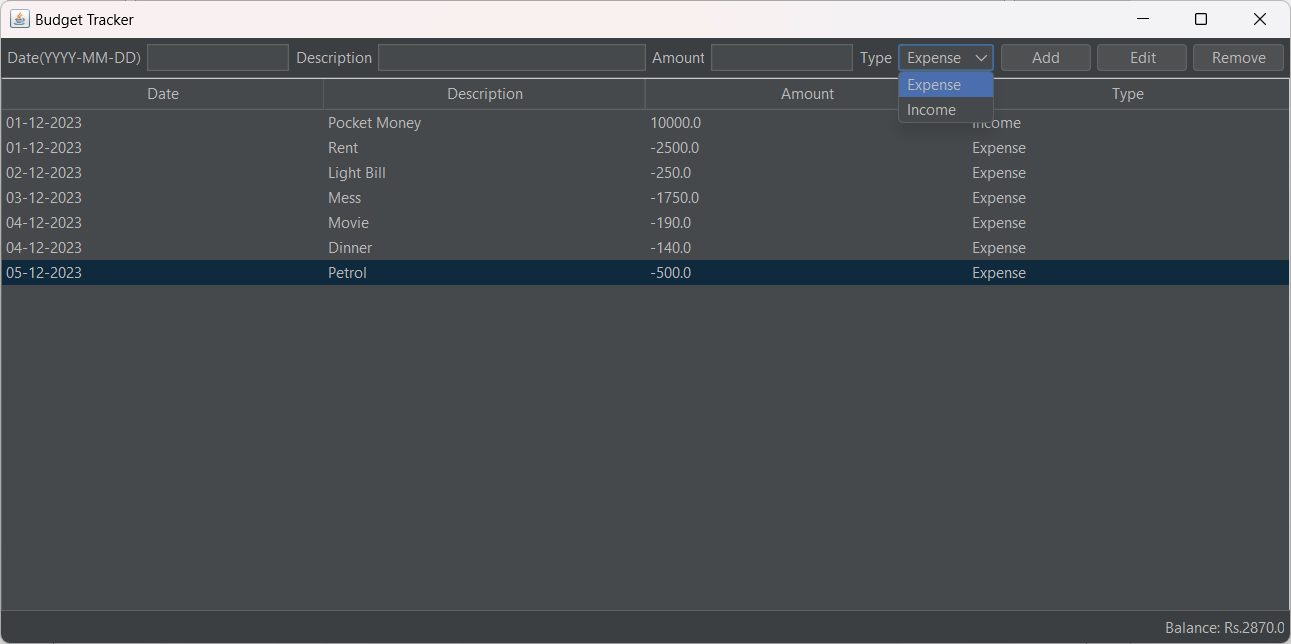 Budget Tracker
Date(YYYY-MM-DD) Description Amount Type Expense Add Edit Remove
Expense
Income
Date Description Amount Type
01-12-2023 Pocket Money 10000.0 Income
01-12-2023 Rent -2500.0 Expense
02-12-2023 Light Bill -250.0 Expense
03-12-2023 Mess -1750.0 Expense
04-12-2023 Movie -190.0 Expense
04-12-2023 Dinner -140.0 Expense
05-12-2023 Petrol -500.0 Expense
Balance: Rs.2870.0